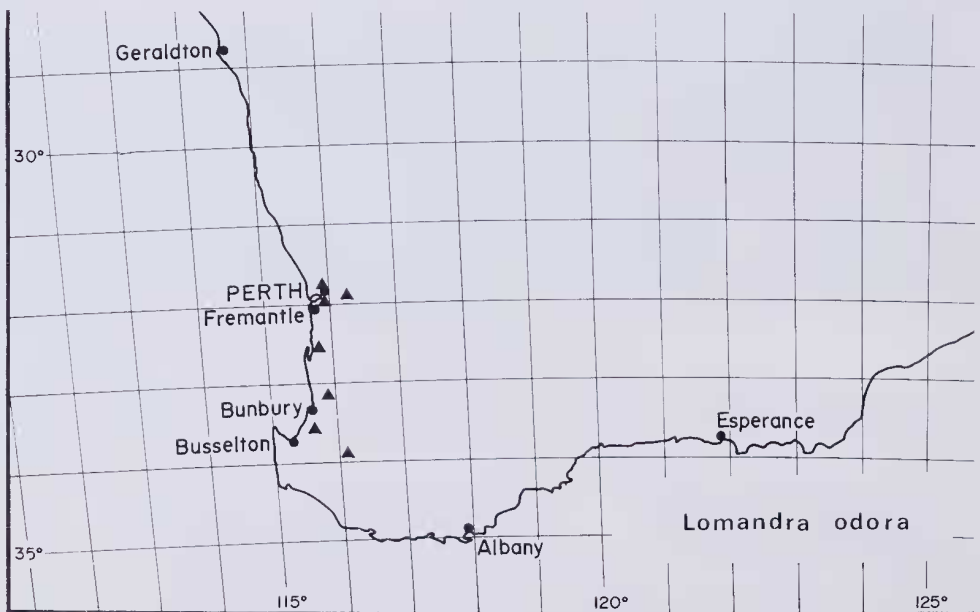 Geraldton
30°
PERTH
Fremantle
Bunbury
Busselton
Esperance
Lomandra odora
Albany
35°
115°
120°
125°